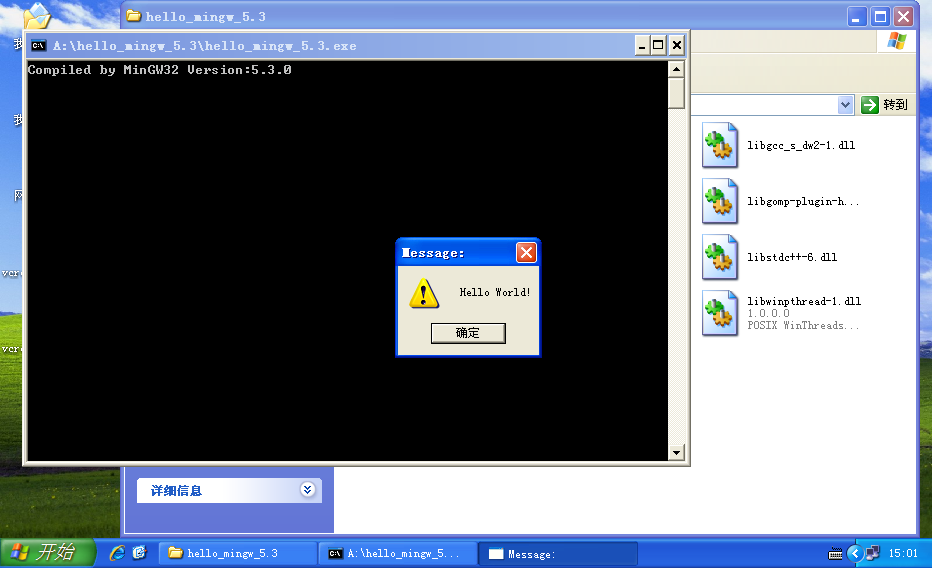 hello_mingw_5.3
A:\hello_mingw_5.3\hello_mingw_5.3.exe
Compiled by MinGW32 Version:5.3.0
转到
libgcc_s_dw2-1.dll
libgomp-plugin-h...
libstdc++-6.dll
libwinpthread-1.dll
1.0.0.0
POSIX WinThreads...
Message:
Hello World!
确定
vcre
vcre
详细信息
开始
hello_mingw_5.3
A:\hello_mingw_5...
Message:
15:01